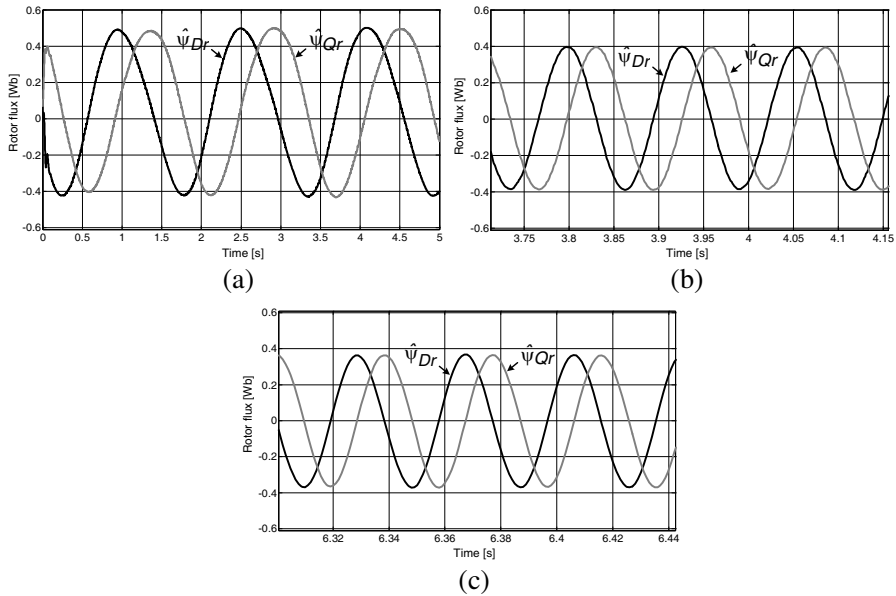 0.6
0.4
0.2
0
-0.2
-0.4
-0.6
Rotor flux [Wb]
ψ̂Dr
ψ̂Qr
0 0.5 1 1.5 2 2.5 3 3.5 4 4.5 5
Time [s]
(a)
0.6
0.4
0.2
0
-0.2
-0.4
-0.6
Rotor flux [Wb]
ψ̂Dr
ψ̂Qr
3.75 3.8 3.85 3.9 3.95 4 4.05 4.1 4.15
Time [s]
(b)
0.6
0.4
0.2
0
-0.2
-0.4
-0.6
Rotor flux [Wb]
ψ̂Dr
ψ̂Qr
6.32 6.34 6.36 6.38 6.4 6.42 6.44
Time [s]
(c)